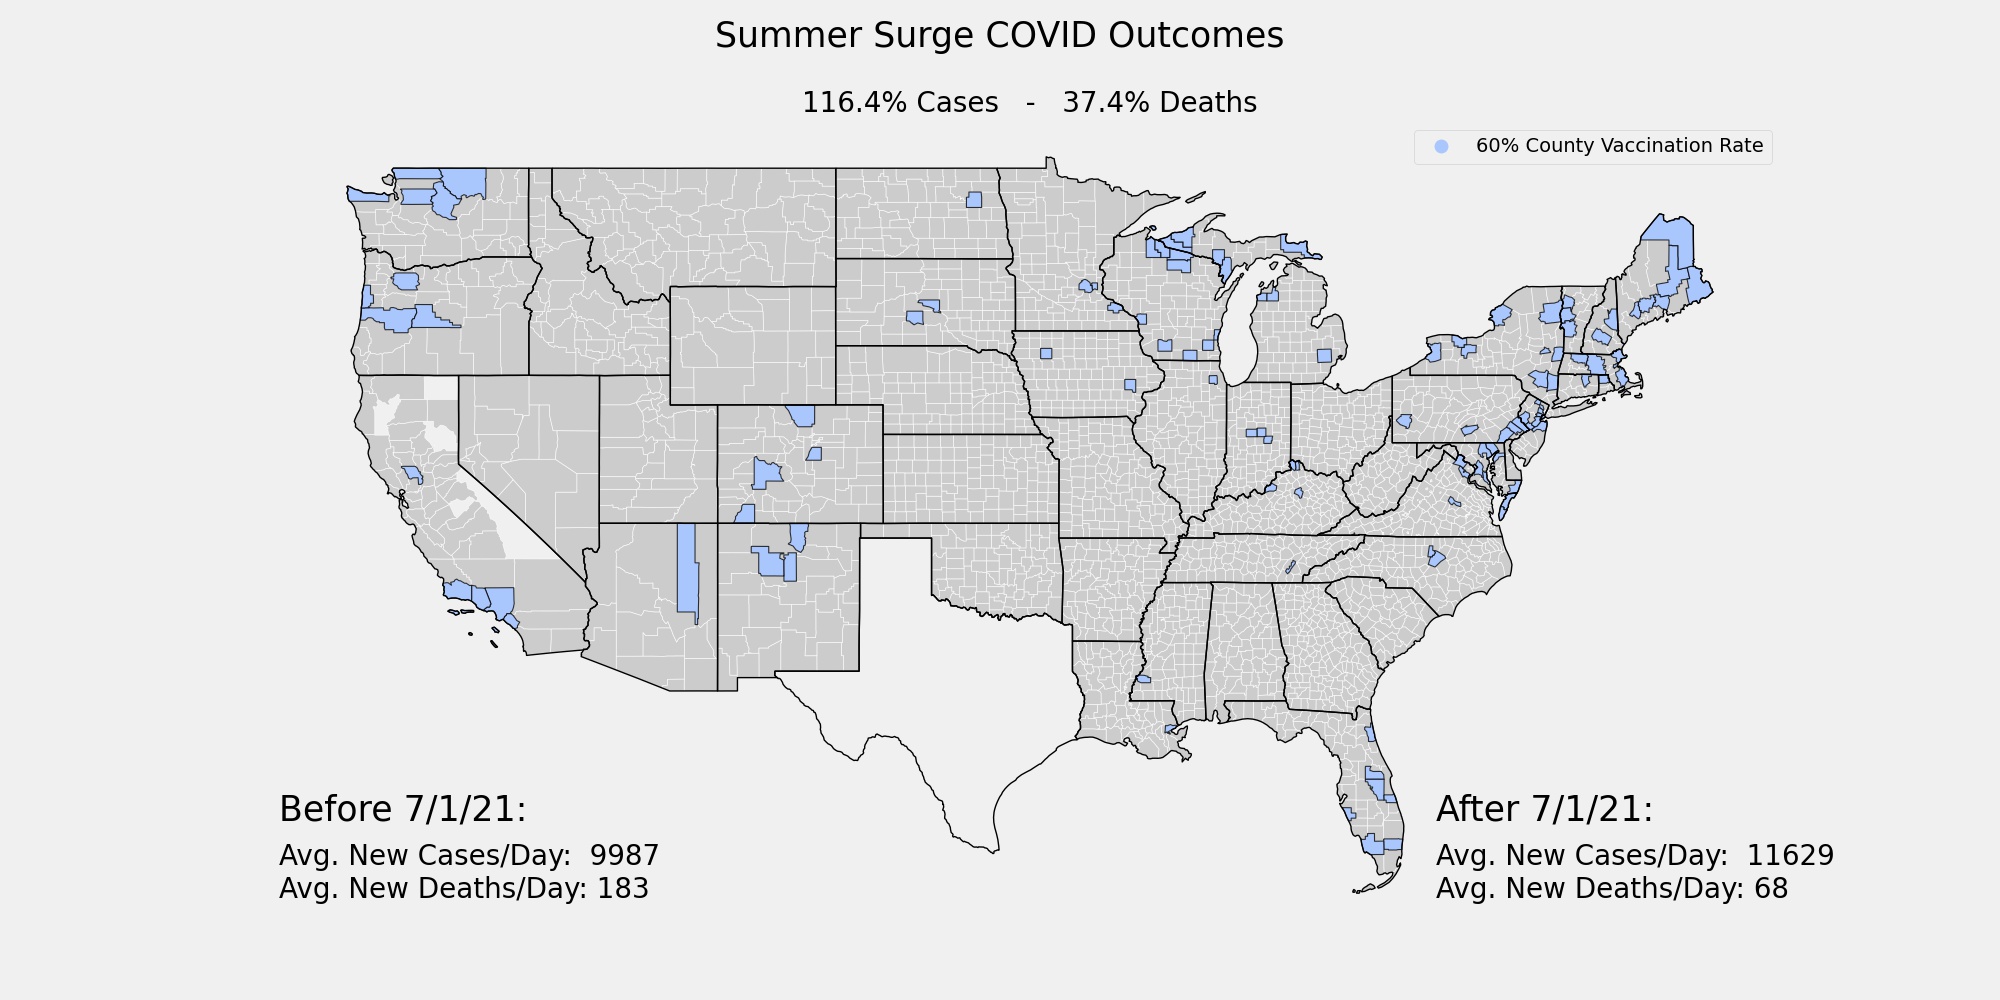 Summer Surge COVID Outcomes
116.4% Cases - 37.4% Deaths
60% County Vaccination Rate
Before 7/1/21:
Avg. New Cases/Day: 9987
Avg. New Deaths/Day: 183
After 7/1/21:
Avg. New Cases/Day: 11629
Avg. New Deaths/Day: 68